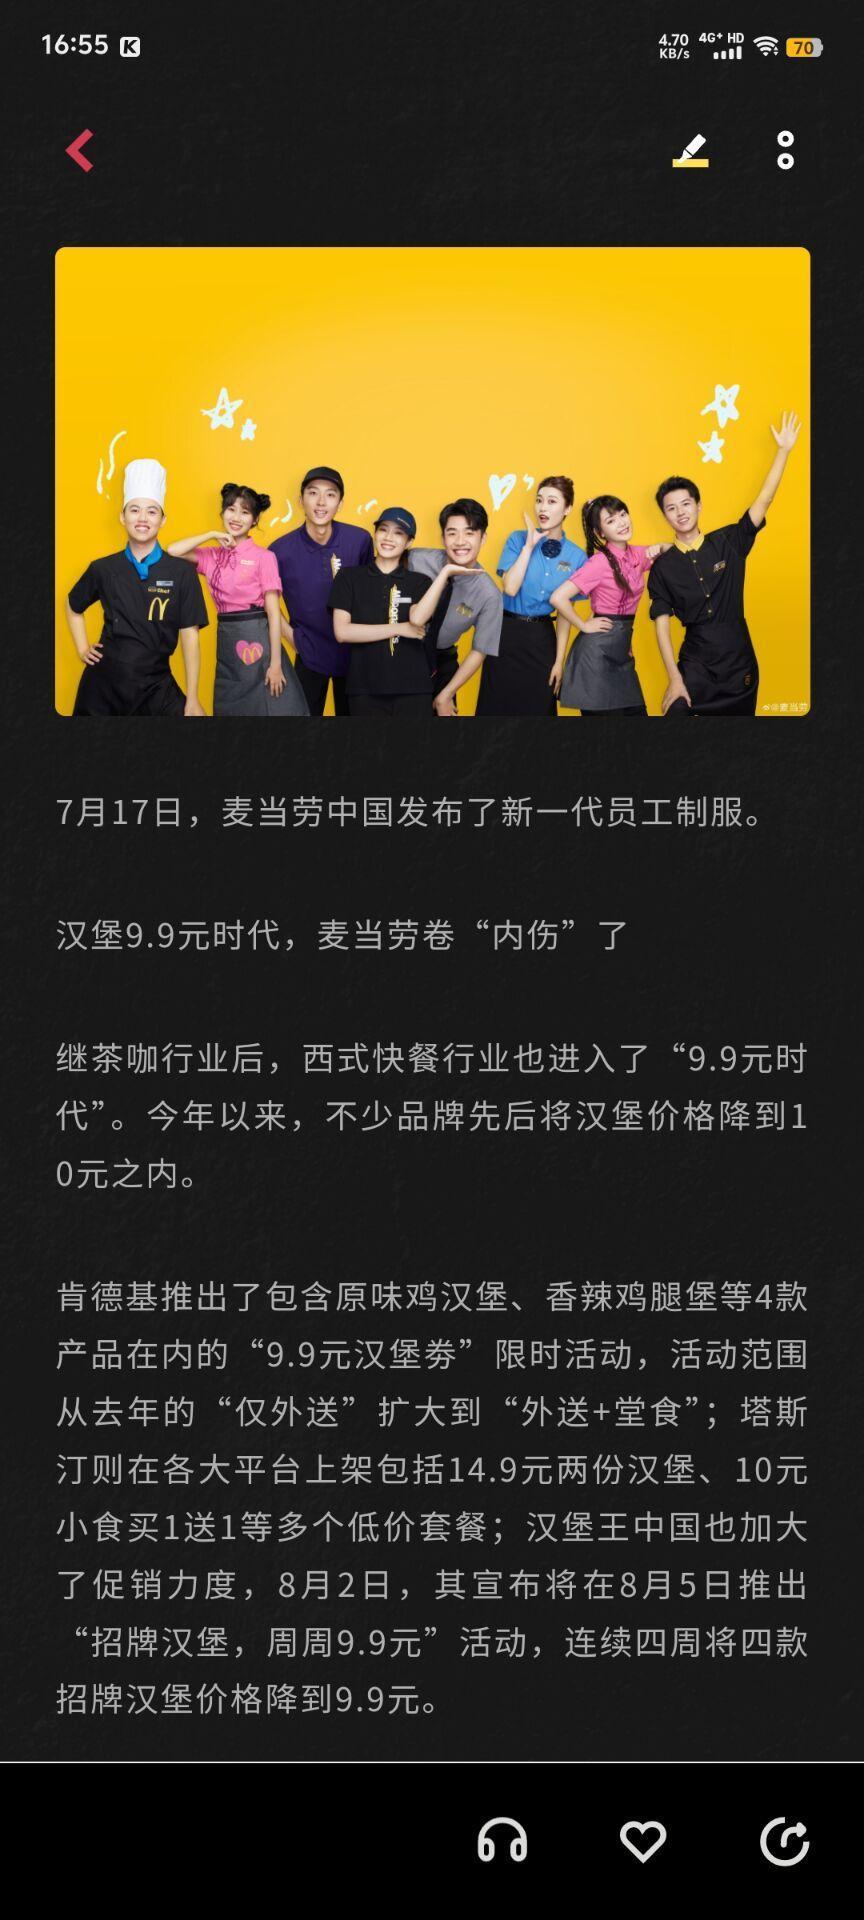 16:55
4.70 KB/s 4G+ HD 70
@麦当劳
7月17日，麦当劳中国发布了新一代员工制服。
汉堡9.9元时代，麦当劳卷“内伤”了
继茶咖行业后，西式快餐行业也进入了“9.9元时
代”。今年以来，不少品牌先后将汉堡价格降到1
0元之内。
肯德基推出了包含原味鸡汉堡、香辣鸡腿堡等4款
产品在内的“9.9元汉堡劵”限时活动，活动范围
从去年的“仅外送”扩大到“外送+堂食”；塔斯
汀则在各大平台上架包括14.9元两份汉堡、10元
小食买1送1等多个低价套餐；汉堡王中国也加大
了促销力度，8月2日，其宣布将在8月5日推出
“招牌汉堡，周周9.9元”活动，连续四周将四款
招牌汉堡价格降到9.9元。